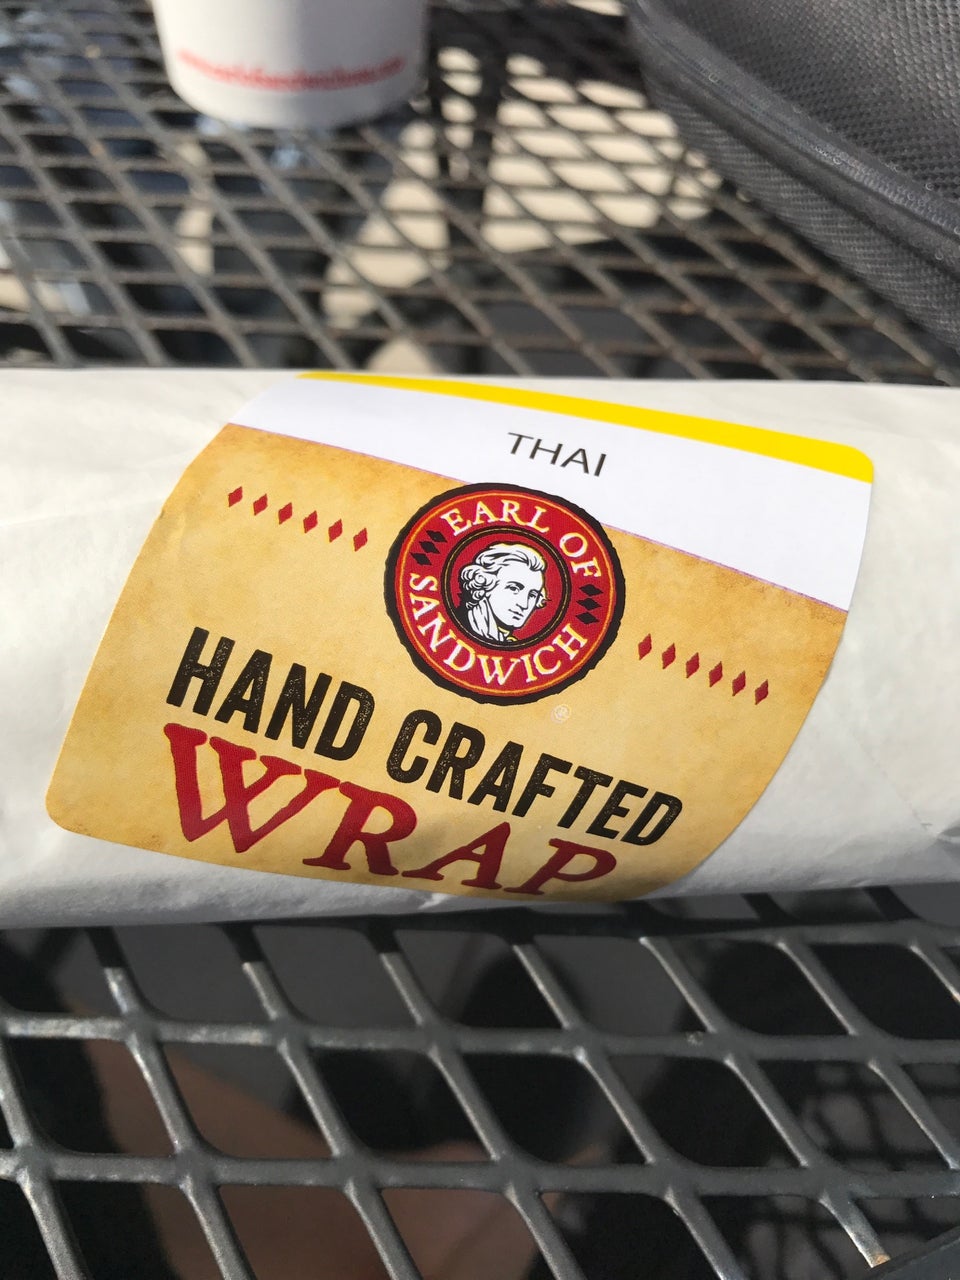 THAI
EARL OF
SANDWICH
®
HAND CRAFTED
WRAP